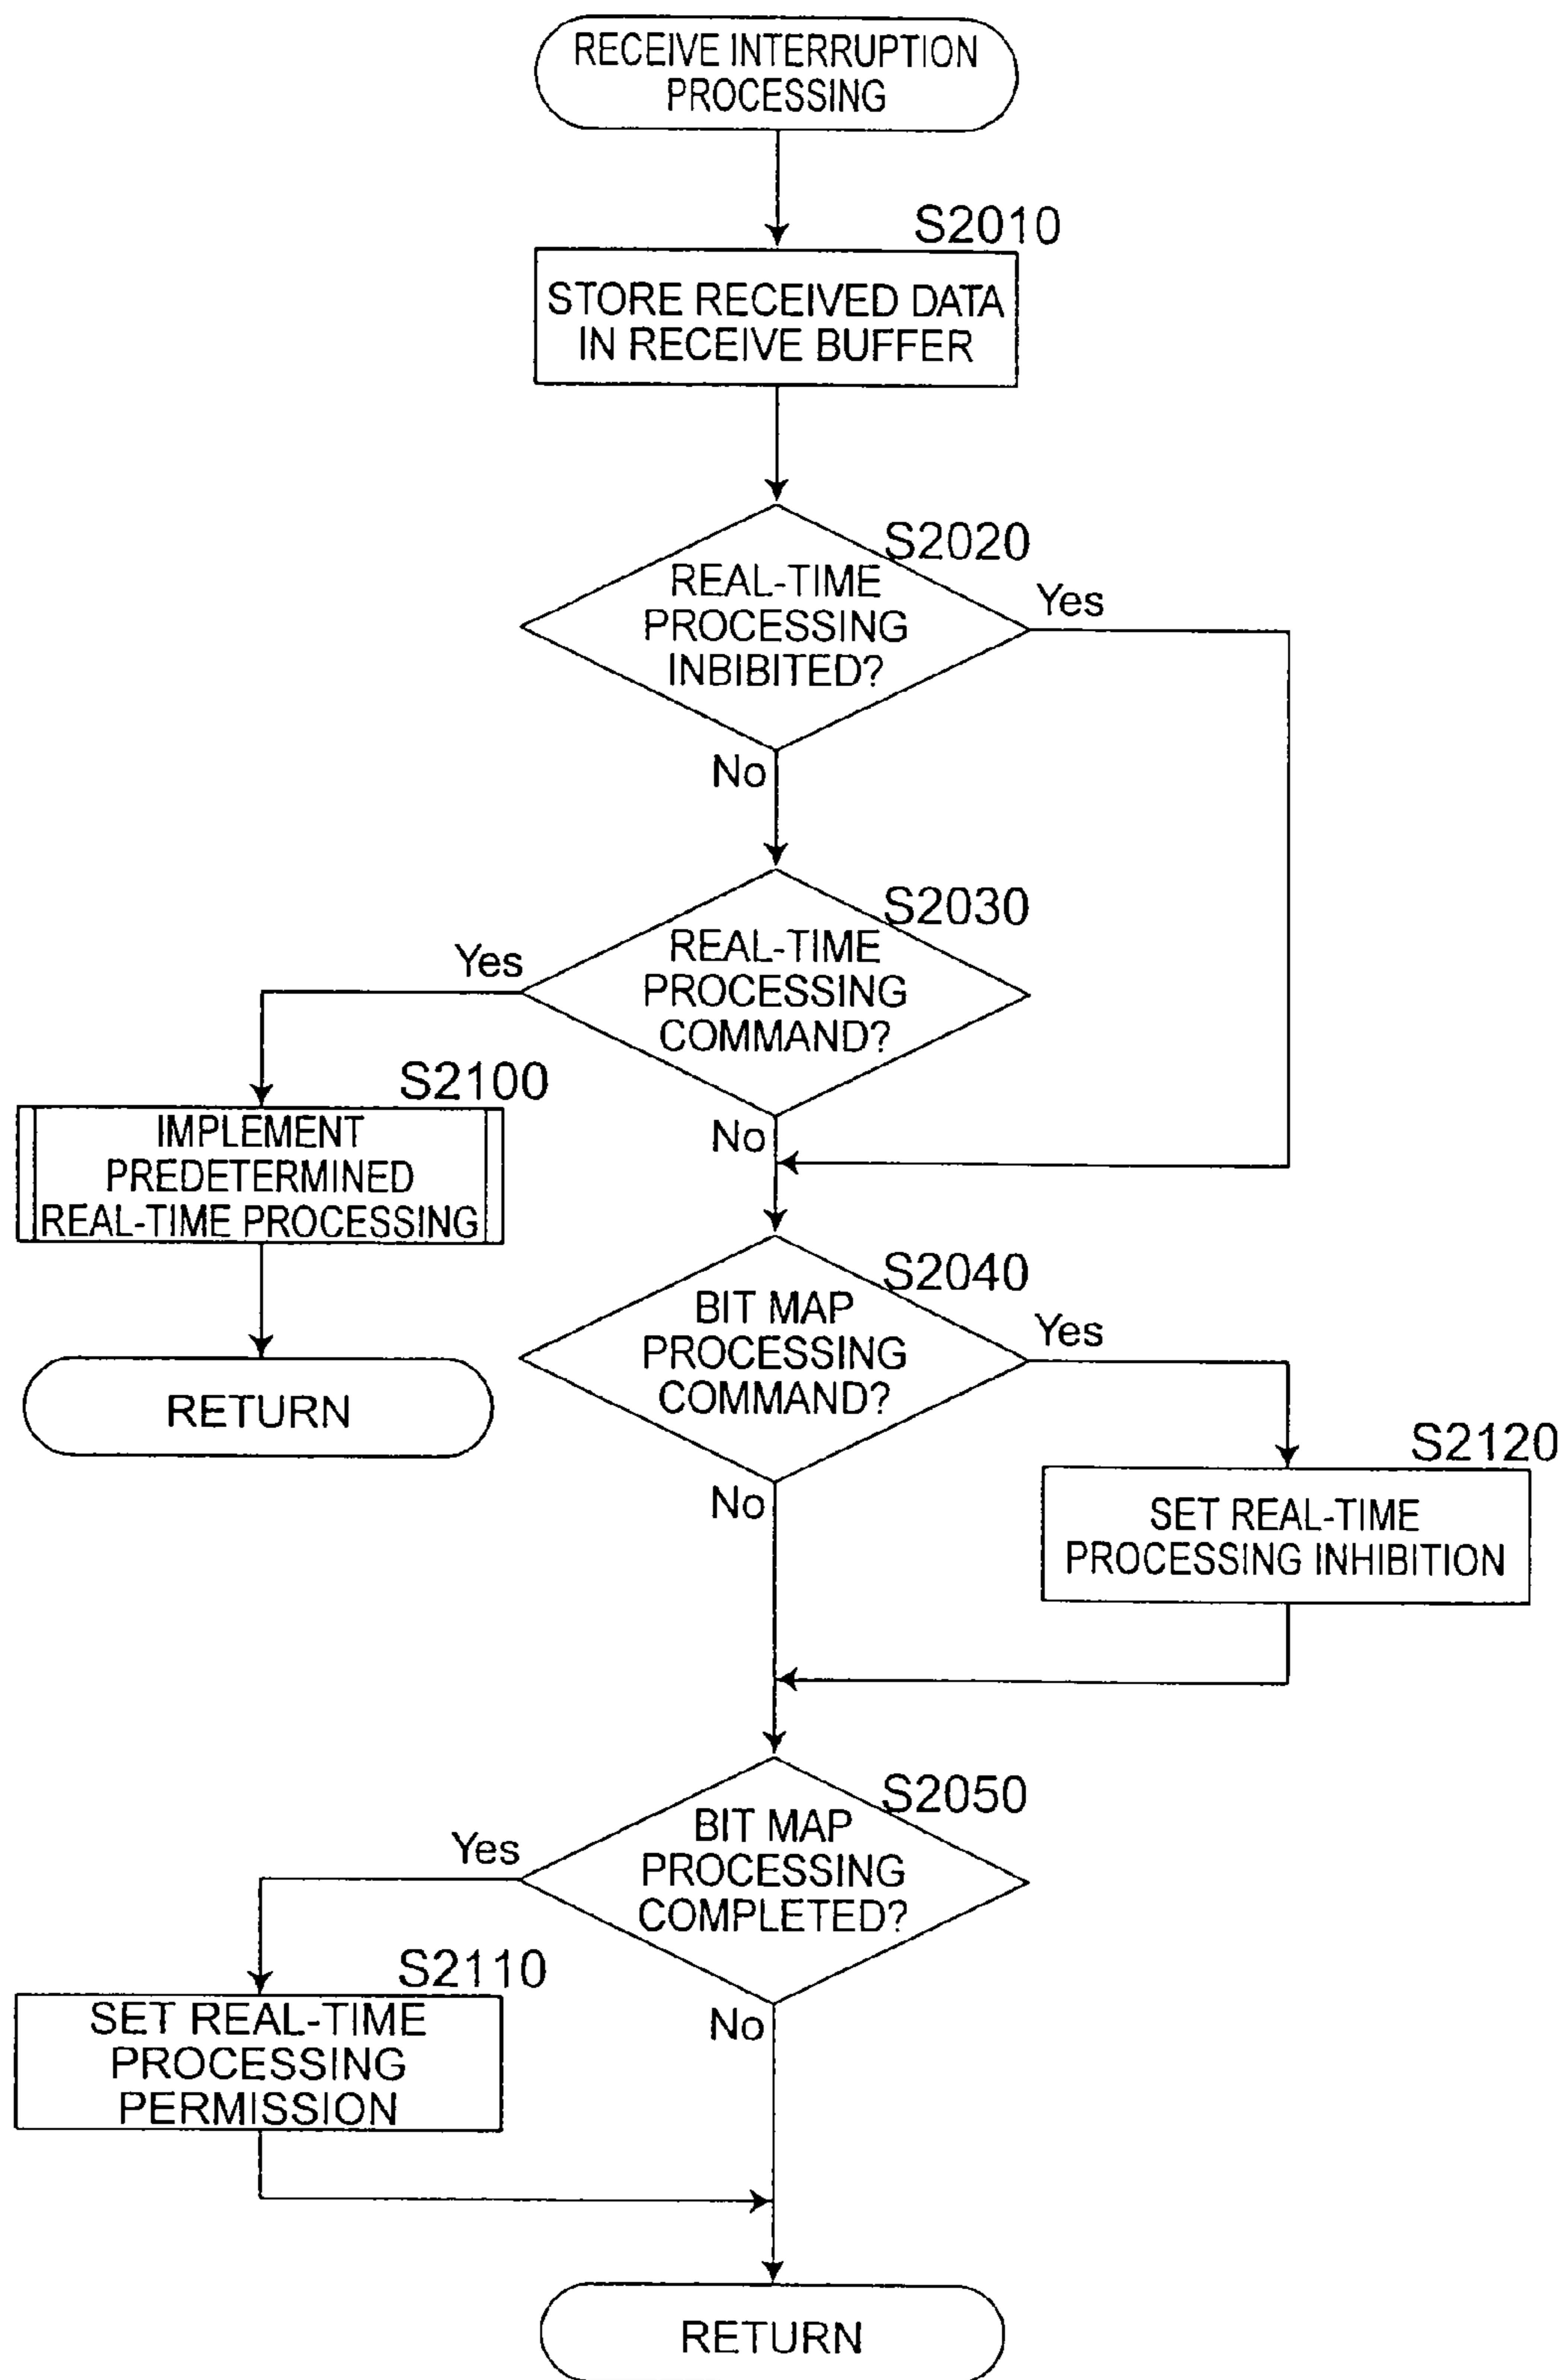 RECEIVE INTERRUPTION
PROCESSING
S2010
STORE RECEIVED DATA
IN RECEIVE BUFFER
S2020
REAL-TIME
PROCESSING
INBIBITED?
Yes
No
S2030
REAL-TIME
PROCESSING
COMMAND?
Yes
No
S2100
IMPLEMENT
PREDETERMINED
REAL-TIME PROCESSING
RETURN
S2040
BIT MAP
PROCESSING
COMMAND?
Yes
No
S2120
SET REAL-TIME
PROCESSING INHIBITION
S2050
BIT MAP
PROCESSING
COMPLETED?
Yes
No
S2110
SET REAL-TIME
PROCESSING
PERMISSION
RETURN